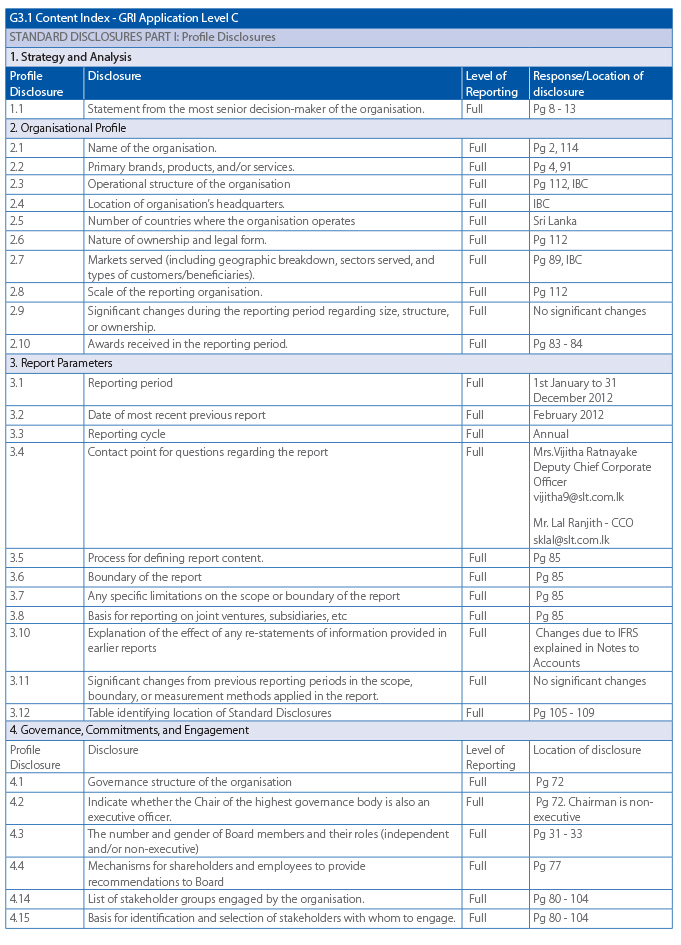 G3.1 Content Index - GRI Application Level C
STANDARD DISCLOSURES PART I: Profile Disclosures
1. Strategy and Analysis
Profile Disclosure Level of Response/Location of
Disclosure Reporting disclosure
1.1 Statement from the most senior decision-maker of the organisation. Full Pg 8 - 13
2. Organisational Profile
2.1 Name of the organisation. Full Pg 2, 114
2.2 Primary brands, products, and/or services. Full Pg 4, 91
2.3 Operational structure of the organisation Full Pg 112, IBC
2.4 Location of organisation's headquarters. Full IBC
2.5 Number of countries where the organisation operates Full Sri Lanka
2.6 Nature of ownership and legal form. Full Pg 112
2.7 Markets served (including geographic breakdown, sectors served, and Full Pg 89, IBC
types of customers/beneficiaries).
2.8 Scale of the reporting organisation. Full Pg 112
2.9 Significant changes during the reporting period regarding size, structure, Full No significant changes
or ownership.
2.10 Awards received in the reporting period. Full Pg 83 - 84
3. Report Parameters
3.1 Reporting period Full 1st January to 31
December 2012
3.2 Date of most recent previous report Full February 2012
3.3 Reporting cycle Full Annual
3.4 Contact point for questions regarding the report Full Mrs.Vijitha Ratnayake
Deputy Chief Corporate
Officer
vijitha9@slt.com.lk
Mr. Lal Ranjith - CCO
sklal@slt.com.lk
3.5 Process for defining report content. Full Pg 85
3.6 Boundary of the report Full Pg 85
3.7 Any specific limitations on the scope or boundary of the report Full Pg 85
3.8 Basis for reporting on joint ventures, subsidiaries, etc Full Pg 85
3.10 Explanation of the effect of any re-statements of information provided in Full Changes due to IFRS
earlier reports explained in Notes to
Accounts
3.11 Significant changes from previous reporting periods in the scope, Full No significant changes
boundary, or measurement methods applied in the report.
3.12 Table identifying location of Standard Disclosures Full Pg 105 - 109
4. Governance, Commitments, and Engagement
Profile Disclosure Level of Location of disclosure
Disclosure Reporting
4.1 Governance structure of the organisation Full Pg 72
4.2 Indicate whether the Chair of the highest governance body is also an Full Pg 72. Chairman is non-
executive officer. executive
4.3 The number and gender of Board members and their roles (independent Full Pg 31 - 33
and/or non-executive)
4.4 Mechanisms for shareholders and employees to provide Full Pg 77
recommendations to Board
4.14 List of stakeholder groups engaged by the organisation. Full Pg 80 - 104
4.15 Basis for identification and selection of stakeholders with whom to engage. Full Pg 80 - 104